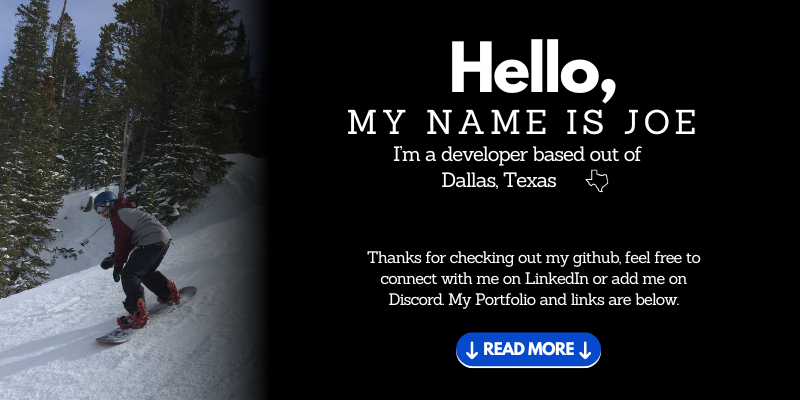 Hello,
MY NAME IS JOE
I'm a developer based out of
Dallas, Texas
Thanks for checking out my github, feel free to
connect with me on LinkedIn or add me on
Discord. My Portfolio and links are below.
↓ READ MORE ↓